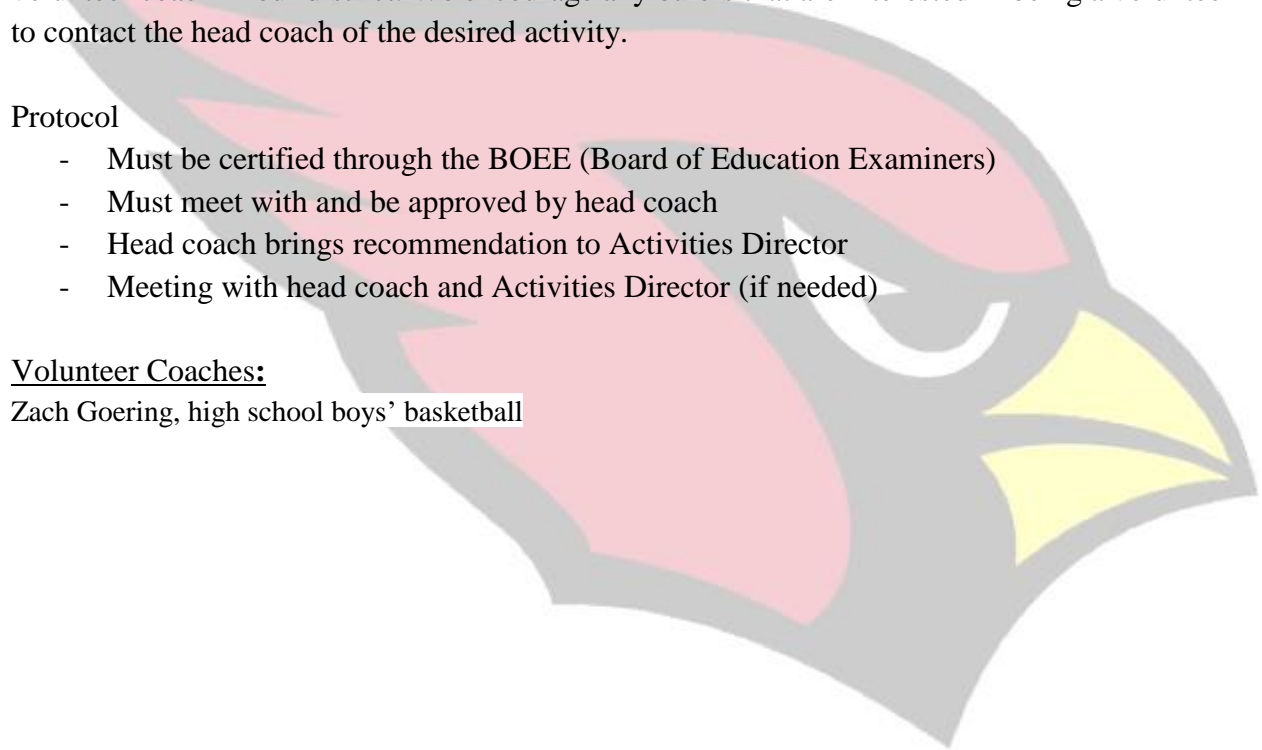 to contact the head coach of the desired activity.
Protocol
- Must be certified through the BOEE (Board of Education Examiners)
- Must meet with and be approved by head coach
- Head coach brings recommendation to Activities Director
- Meeting with head coach and Activities Director (if needed)
Volunteer Coaches:
Zach Goering, high school boys’ basketball